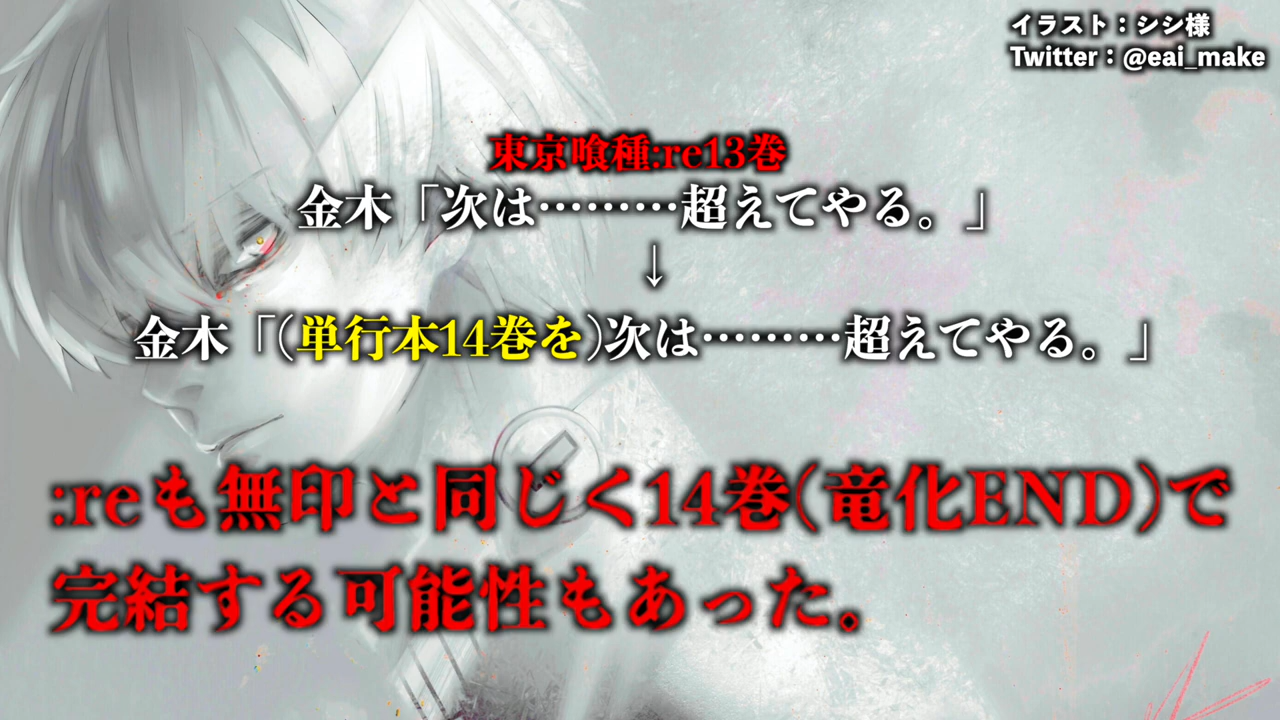 イラスト：シシ様
Twitter：@eai_make
東京喰種:re13巻
金木「次は………超えてやる。」
↓
金木「(単行本14巻を)次は………超えてやる。」
:reも無印と同じく14巻(竜化END)で
完結する可能性もあった。